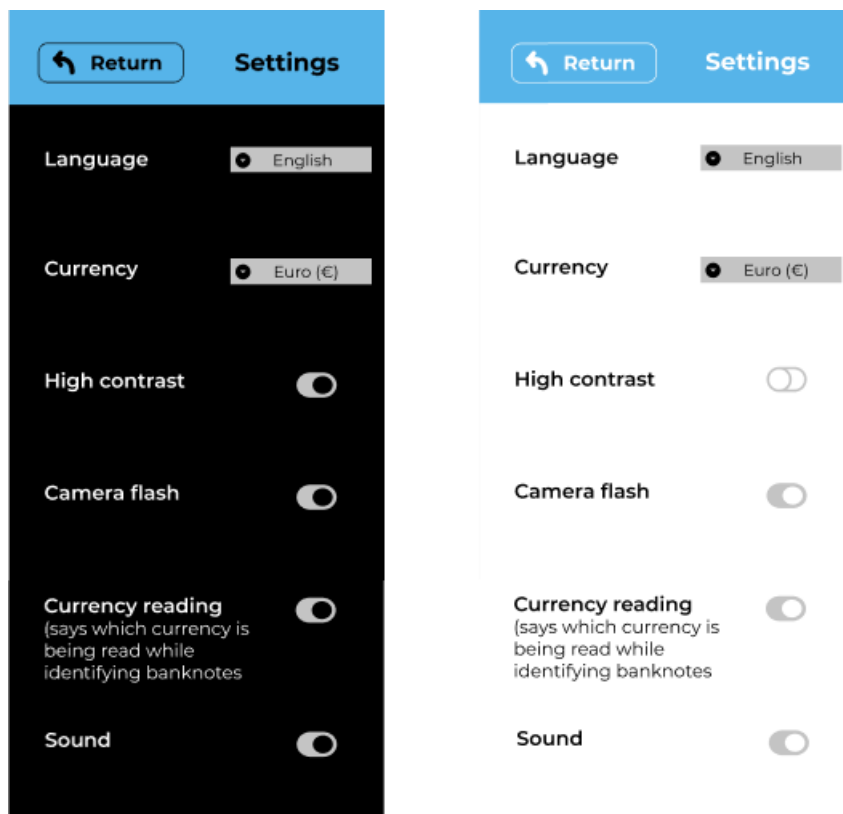 Return Settings
Language English
Currency Euro (€)
High contrast
Camera flash
Currency reading
(says which currency is
being read while
identifying banknotes
Sound
Return Settings
Language English
Currency Euro (€)
High contrast
Camera flash
Currency reading
(says which currency is
being read while
identifying banknotes
Sound